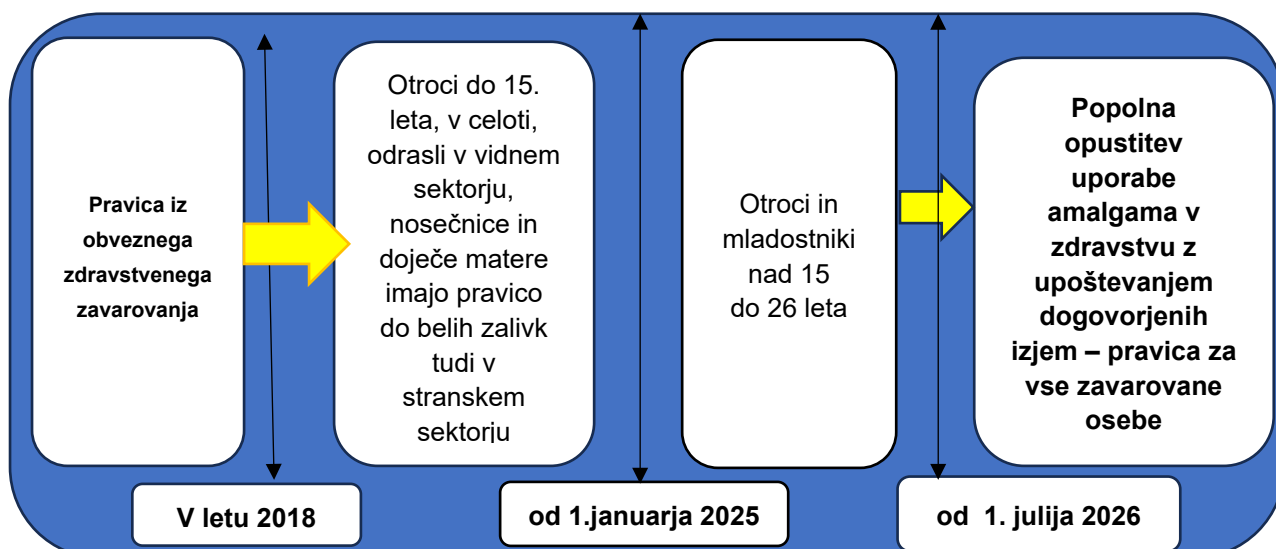 Pravica iz
obveznega
zdravstvenega
zavarovanja
Otroci do 15.
leta, v celoti,
odrasli v vidnem
sektorju,
nosečnice in
doječe matere
imajo pravico
do belih zalivk
tudi v
stranskem
sektorju
Otroci in
mladostniki
nad 15
do 26 leta
Popolna
opustitev
uporabe
amalgama v
zdravstvu z
upoštevanjem
dogovorjenih
izjem – pravica za
vse zavarovane
osebe
V letu 2018
od 1.januarja 2025
od 1. julija 2026